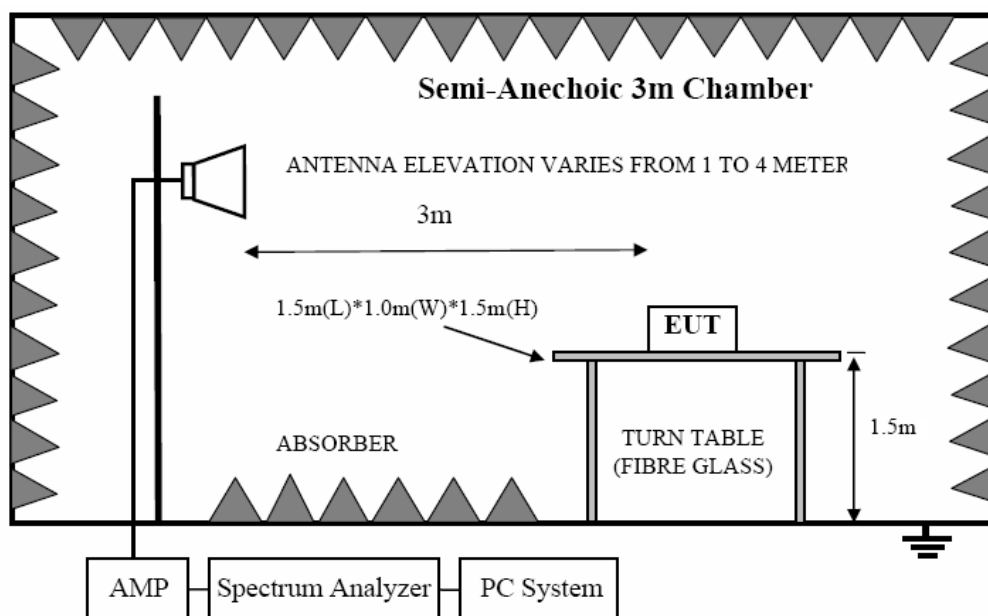 Semi-Anechoic 3m Chamber
ANTENNA ELEVATION VARIES FROM 1 TO 4 METER
3m
1.5m(L)*1.0m(W)*1.5m(H)
EUT
1.5m
ABSORBER
TURN TABLE
(FIBRE GLASS)
AMP
Spectrum Analyzer
PC System